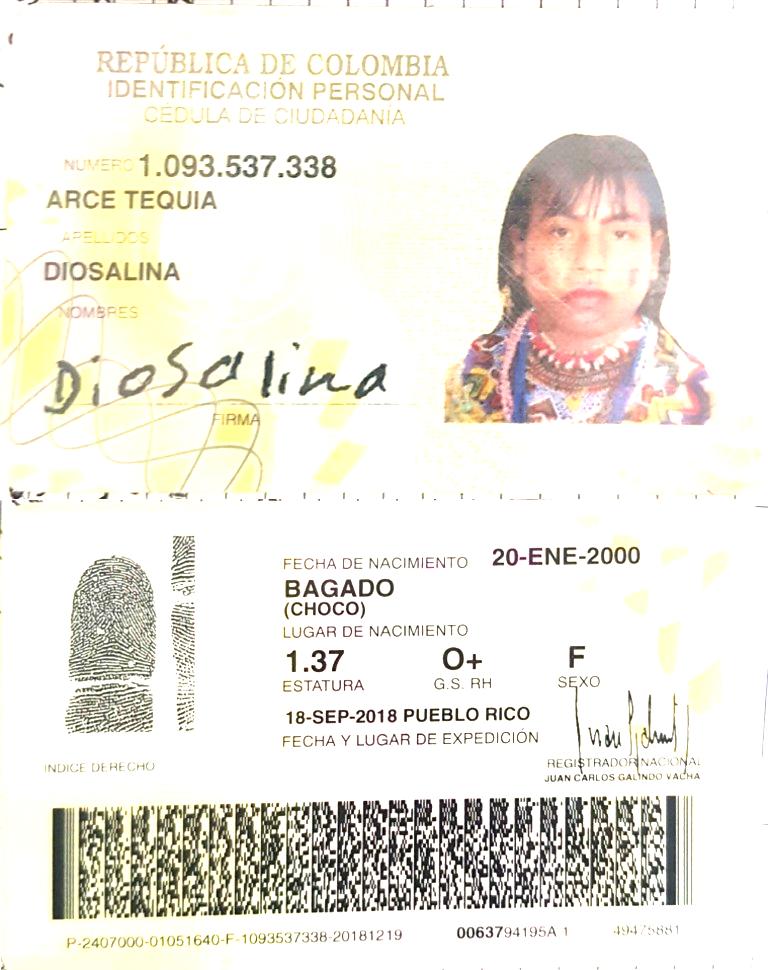 REPÚBLICA DE COLOMBIA
IDENTIFICACIÓN PERSONAL
CÉDULA DE CIUDADANÍA
NUMERO 1.093.537.338
ARCE TEQUIA
APELLIDOS
DIOSALINA
NOMBRES
Diosalina
FIRMA
FECHA DE NACIMIENTO 20-ENE-2000
BAGADO
(CHOCO)
LUGAR DE NACIMIENTO
1.37 O+ F
ESTATURA G.S. RH SEXO
18-SEP-2018 PUEBLO RICO
FECHA Y LUGAR DE EXPEDICIÓN
INDICE DERECHO
REGISTRADOR NACIONAL
JUAN CARLOS GALINDO VACHA
P-2407000-01051640-F-1093537338-20181219 0063794195A 1 49475881